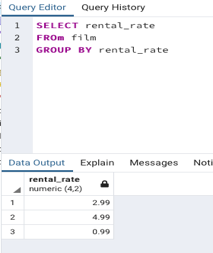 Query Editor Query History
1 SELECT rental_rate
2 FROm film
3 GROUP BY rental_rate
Data Output Explain Messages Noti
rental_rate
numeric (4,2)
1 2.99
2 4.99
3 0.99